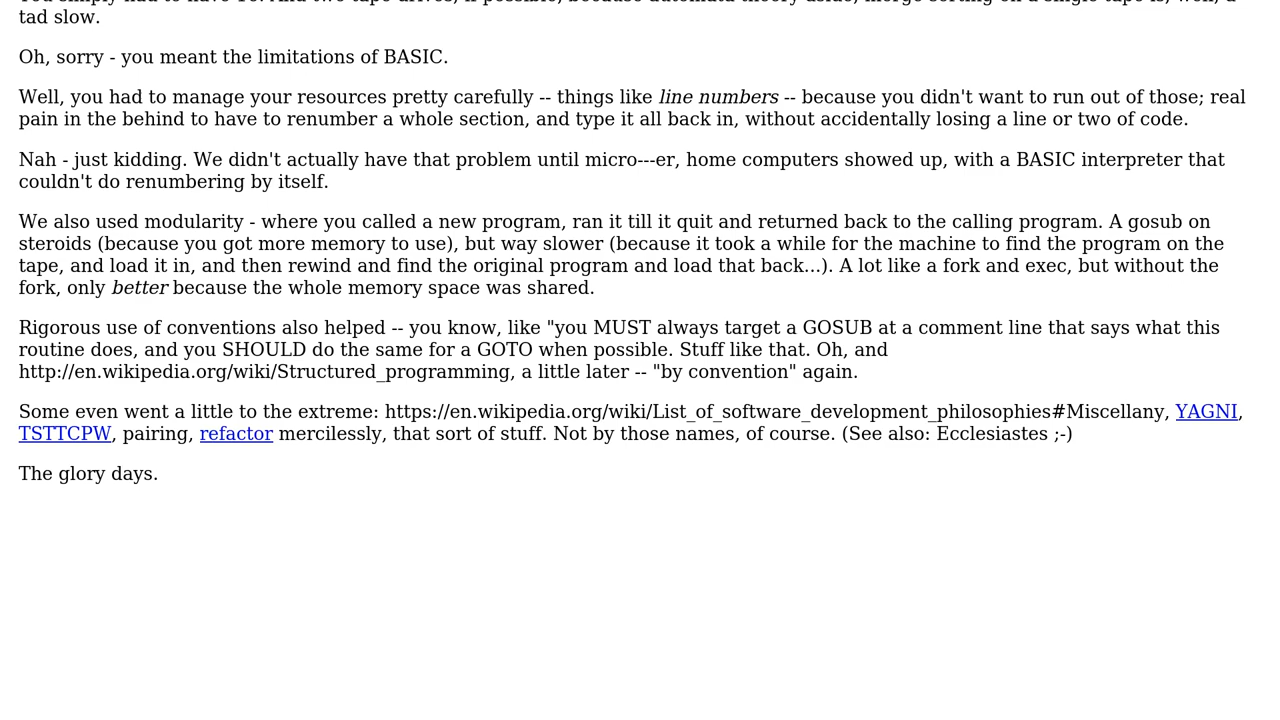 tad slow.
Oh, sorry - you meant the limitations of BASIC.
Well, you had to manage your resources pretty carefully -- things like line numbers -- because you didn't want to run out of those; real
pain in the behind to have to renumber a whole section, and type it all back in, without accidentally losing a line or two of code.
Nah - just kidding. We didn't actually have that problem until micro---er, home computers showed up, with a BASIC interpreter that
couldn't do renumbering by itself.
We also used modularity - where you called a new program, ran it till it quit and returned back to the calling program. A gosub on
steroids (because you got more memory to use), but way slower (because it took a while for the machine to find the program on the
tape, and load it in, and then rewind and find the original program and load that back...). A lot like a fork and exec, but without the
fork, only better because the whole memory space was shared.
Rigorous use of conventions also helped -- you know, like "you MUST always target a GOSUB at a comment line that says what this
routine does, and you SHOULD do the same for a GOTO when possible. Stuff like that. Oh, and
http://en.wikipedia.org/wiki/Structured_programming, a little later -- "by convention" again.
Some even went a little to the extreme: https://en.wikipedia.org/wiki/List_of_software_development_philosophies#Miscellany, YAGNI,
TSTTCPW, pairing, refactor mercilessly, that sort of stuff. Not by those names, of course. (See also: Ecclesiastes ;-)
The glory days.